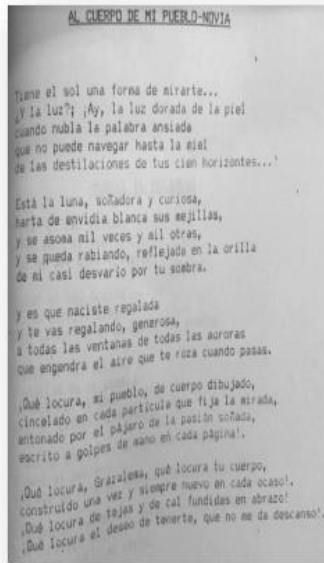 AL CUERPO DE MI PUEBLO-NOVIA
Tiene el sol una forma de mirarte...
¿Y la luz?; ¡Ay, la luz dorada de la piel
cuando nubla la palabra ansiada
que no puede navegar hasta la miel
de las destilaciones de tus cien horizontes...!
Está la luna, soñadora y curiosa,
harta de envidia blanca sus mejillas,
y se asoma mil veces y mil otras,
y se queda rabiando, reflejada en la orilla
de mi casi desvarío por tu sombra.
y es que naciste regalada
y te vas regalando, generosa,
a todas las ventanas de todas las auroras
que engendra el aire que te roza cuando pasas.
¡Qué locura, mi pueblo, de cuerpo dibujado,
cincelado en cada partícula que fija la mirada,
entonado por el pájaro de la pasión soñada,
escrito a golpes de mano en cada página!.
¡Qué locura, Grazalema, qué locura tu cuerpo,
construido una vez y siempre nuevo en cada ocaso!.
¡Qué locura de tejas y de cal fundidas en abrazo!.
¡Qué locura el deseo de tenerte, que no me da descanso!.